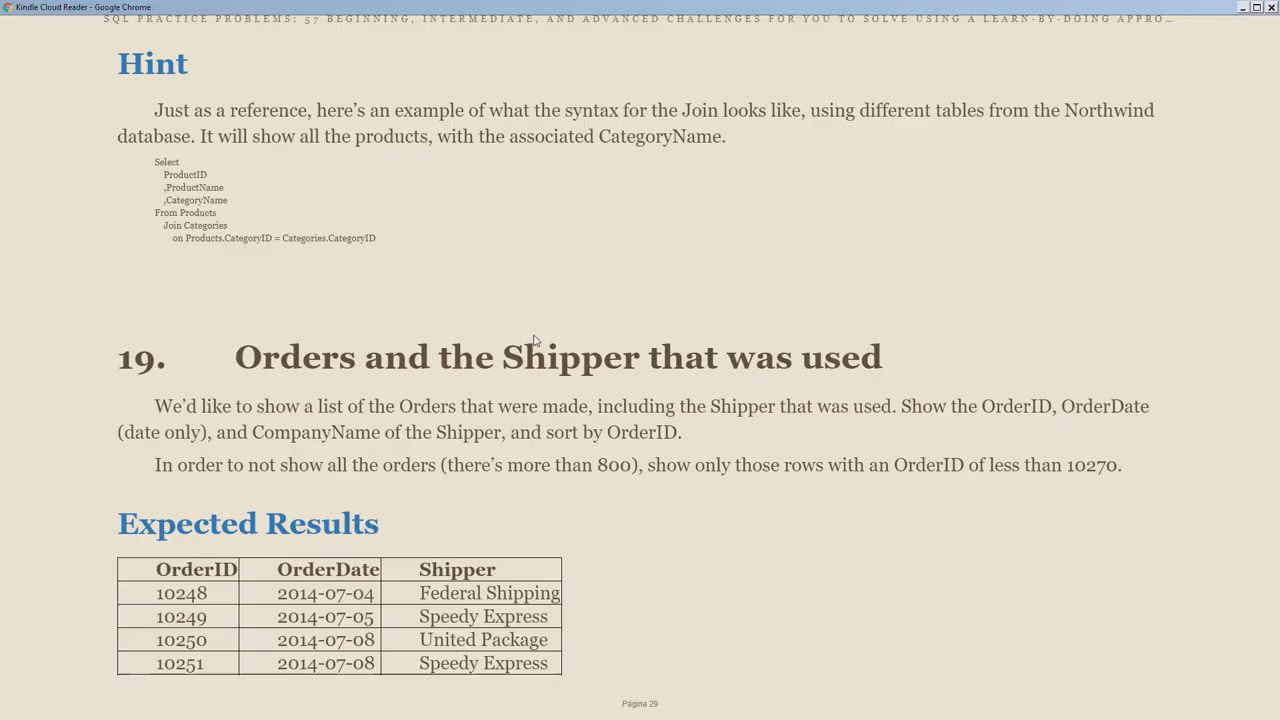 Kindle Cloud Reader - Google Chrome
SQL PRACTICE PROBLEMS: 57 BEGINNING, INTERMEDIATE, AND ADVANCED CHALLENGES FOR YOU TO SOLVE USING A LEARN-BY-DOING APPRO…
Hint
Just as a reference, here’s an example of what the syntax for the Join looks like, using different tables from the Northwind
database. It will show all the products, with the associated CategoryName.
Select
ProductID
,ProductName
,CategoryName
From Products
Join Categories
on Products.CategoryID = Categories.CategoryID
19. Orders and the Shipper that was used
We’d like to show a list of the Orders that were made, including the Shipper that was used. Show the OrderID, OrderDate
(date only), and CompanyName of the Shipper, and sort by OrderID.
In order to not show all the orders (there’s more than 800), show only those rows with an OrderID of less than 10270.
Expected Results
OrderID OrderDate Shipper
10248 2014-07-04 Federal Shipping
10249 2014-07-05 Speedy Express
10250 2014-07-08 United Package
10251 2014-07-08 Speedy Express
Página 29